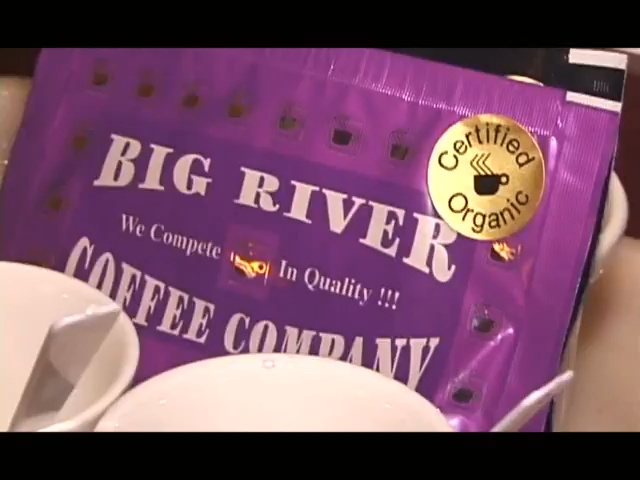 Certified
Organic
BIG RIVER
We Compete In Quality !!!
COFFEE COMPANY